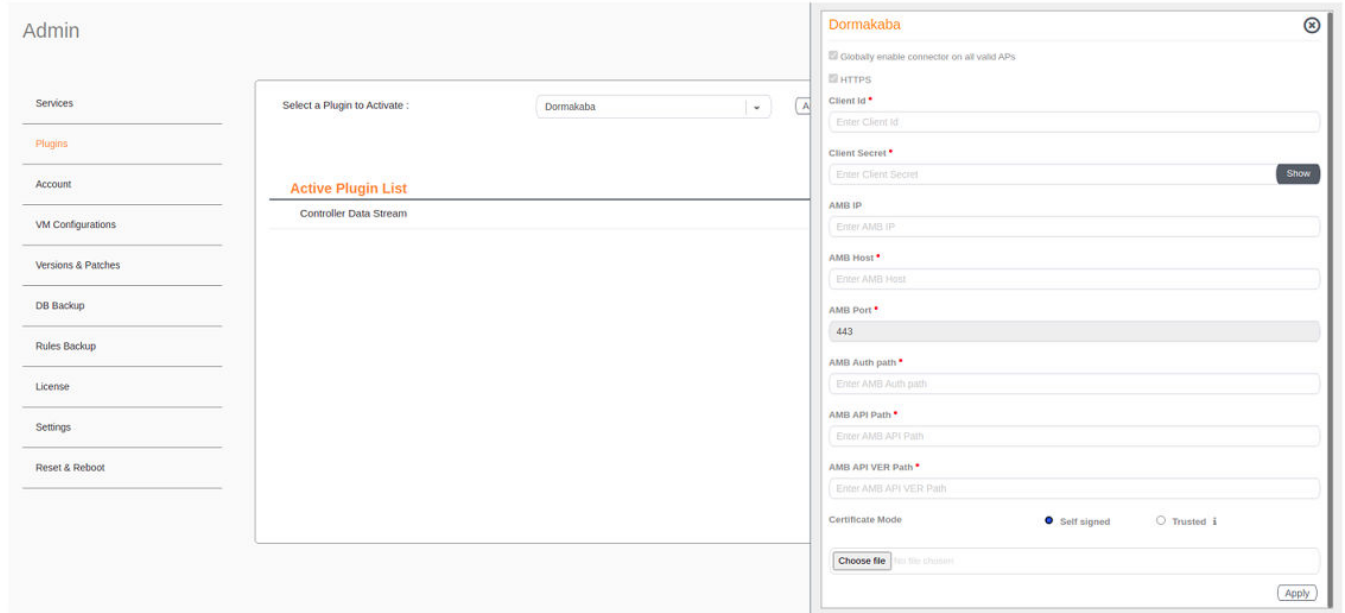 Admin
Services
Plugins
Account
VM Configurations
Versions & Patches
DB Backup
Rules Backup
License
Settings
Reset & Reboot
Select a Plugin to Activate :
Dormakaba
Active Plugin List
Controller Data Stream
Dormakaba
Globally enable connector on all valid APs
HTTPS
Client Id *
Enter Client Id
Client Secret *
Enter Client Secret
Show
AMB IP
Enter AMB IP
AMB Host *
Enter AMB Host
AMB Port *
443
AMB Auth path *
Enter AMB Auth path
AMB API Path *
Enter AMB API Path
AMB API VER Path *
Enter AMB API VER Path
Certificate Mode Self signed Trusted i
Choose file No file chosen
Apply